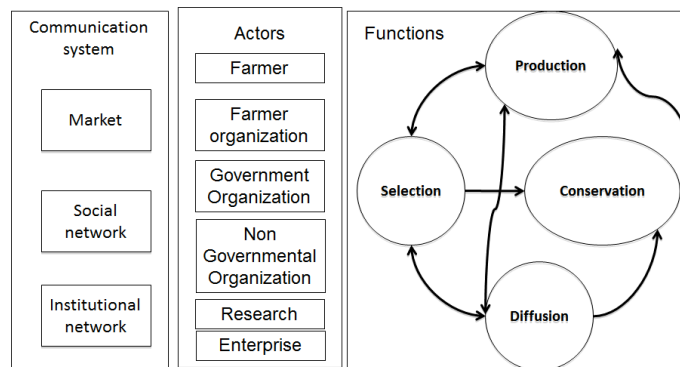 Communication
system
Market
Social
network
Institutional
network
Actors
Farmer
Farmer
organization
Government
Organization
Non
Governmental
Organization
Research
Enterprise
Functions
Production
Selection
Conservation
Diffusion